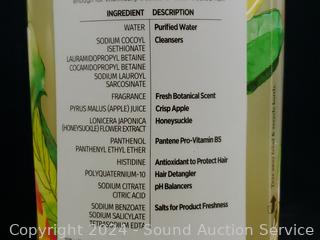 INGREDIENT DESCRIPTION
WATER Purified Water
SODIUM COCOYL Cleansers
ISETHIONATE
LAURAMIDOPROPYL BETAINE
COCAMIDOPROPYL BETAINE
SODIUM LAUROYL
SARCOSINATE
FRAGRANCE Fresh Botanical Scent
PYRUS MALUS (APPLE) JUICE Crisp Apple
LONICERA JAPONICA Honeysuckle
(HONEYSUCKLE) FLOWER EXTRACT
PANTHENOL Pantene Pro-Vitamin B5
PANTHENYL ETHYL ETHER
HISTIDINE Antioxidant to Protect Hair
POLYQUATERNIUM-10 Hair Detangler
SODIUM CITRATE pH Balancers
CITRIC ACID
SODIUM BENZOATE Salts for Product Freshness
SODIUM SALICYLATE
TETRASODIUM EDTA
Copyright 2024 - Sound Auction Service